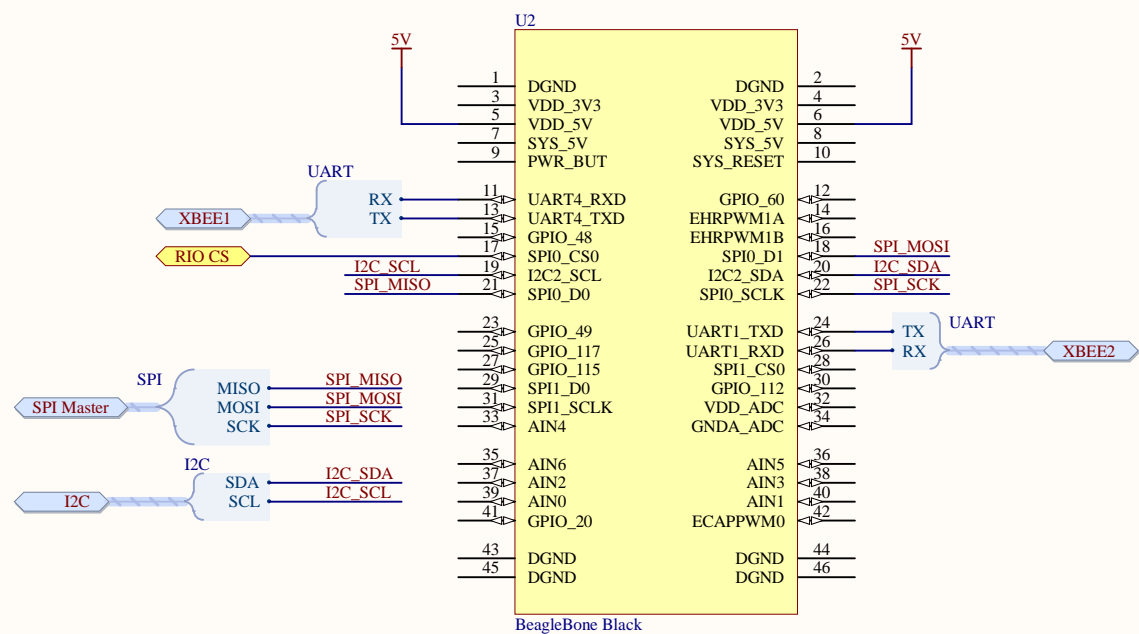 U2
5V 5V
1 DGND DGND 2
3 VDD_3V3 VDD_3V3 4
5 VDD_5V VDD_5V 6
7 SYS_5V SYS_5V 8
9 PWR_BUT SYS_RESET 10
UART
XBEE1
RX 11 UART4_RXD GPIO_60 12
TX 13 UART4_TXD EHRPWM1A 14
15 GPIO_48 EHRPWM1B 16
RIO CS 17 SPI0_CS0 SPI0_D1 18 SPI_MOSI
I2C_SCL 19 I2C2_SCL I2C2_SDA 20 I2C_SDA
SPI_MISO 21 SPI0_D0 SPI0_SCLK 22 SPI_SCK
23 GPIO_49 UART1_TXD 24 TX UART
25 GPIO_117 UART1_RXD 26 RX XBEE2
27 GPIO_115 SPI1_CS0 28
SPI
SPI Master
MISO SPI_MISO 29 SPI1_D0 GPIO_112 30
MOSI SPI_MOSI 31 SPI1_SCLK VDD_ADC 32
SCK SPI_SCK 33 AIN4 GNDA_ADC 34
I2C 35 AIN6 AIN5 36
SDA I2C_SDA 37 AIN2 AIN3 38
I2C SCL I2C_SCL 39 AIN0 AIN1 40
41 GPIO_20 ECAPPWM0 42
43 DGND DGND 44
45 DGND DGND 46
BeagleBone Black